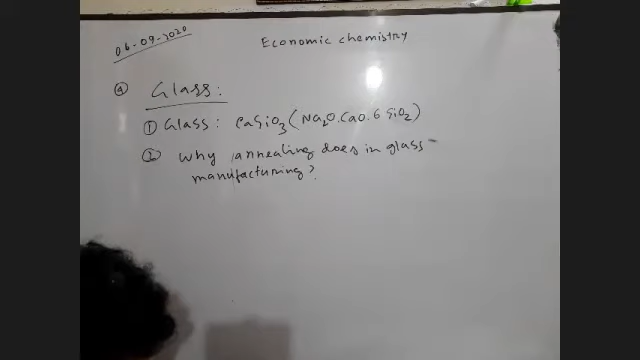 06-09-2020
Economic chemistry
④ Glass:
① Glass: CaSiO3 (Na2O.CaO.6SiO2)
② Why annealing does in glass
manufacturing?